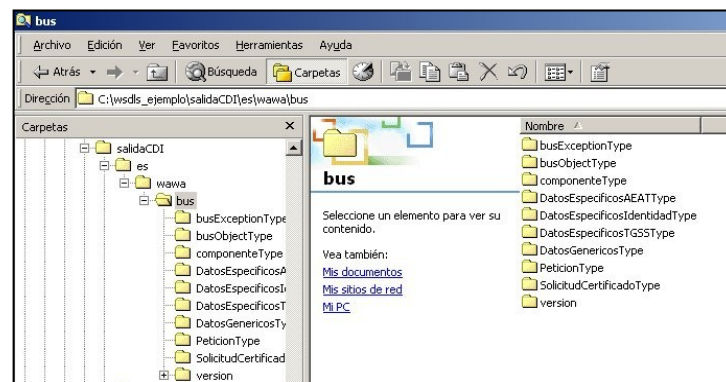 bus
Archivo Edición Ver Favoritos Herramientas Ayuda
Atrás Búsqueda Carpetas
Dirección C:\wsdls_ejemplo\salidaCDI\es\wawa\bus
Carpetas
salidaCDI
es
wawa
bus
busExceptionType
busObjectType
componenteType
DatosEspecificosA
DatosEspecificosI
DatosEspecificosT
DatosGenericosTy
PeticionType
SolicitudCertificad
version
bus
Seleccione un elemento para ver su
contenido.
Vea también:
Mis documentos
Mis sitios de red
Mi PC
Nombre
busExceptionType
busObjectType
componenteType
DatosEspecificosAEATType
DatosEspecificosIdentidadType
DatosEspecificosTGSSType
DatosGenericosType
PeticionType
SolicitudCertificadoType
version